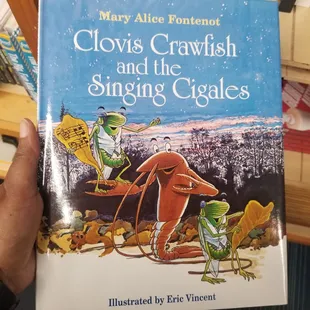 Mary Alice Fontenot
Clovis Crawfish
and the
Singing Cigales
Illustrated by Eric Vincent